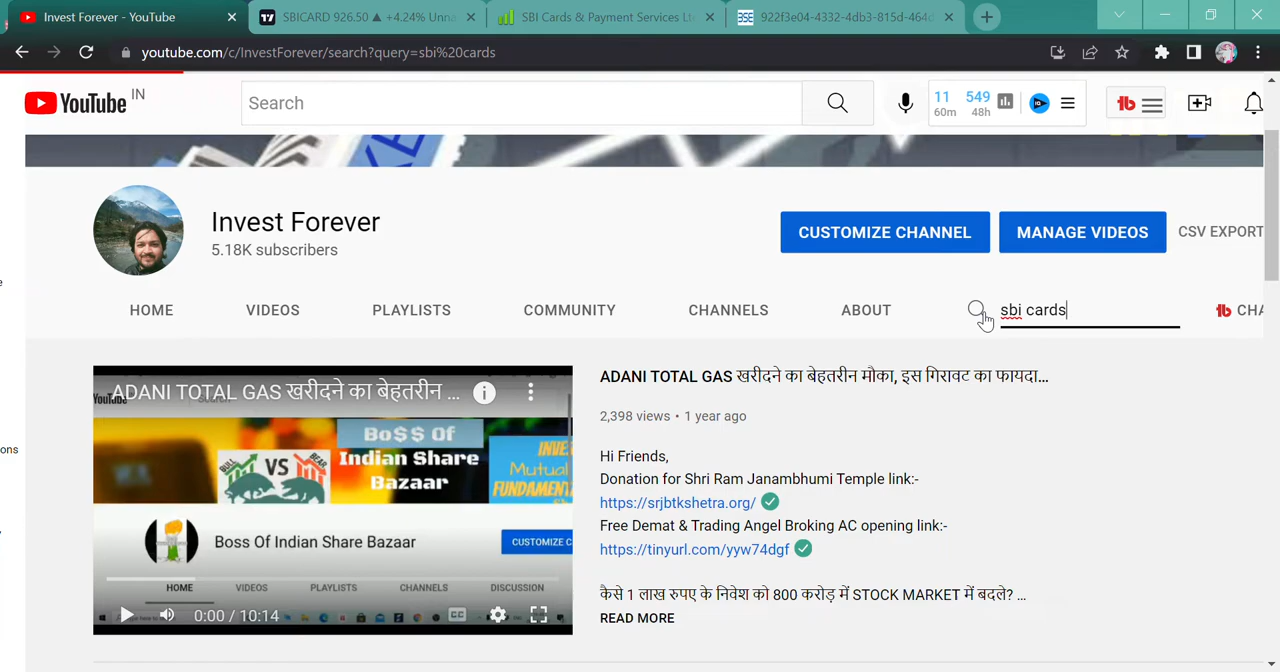 Invest Forever - YouTube
SBICARD 926.50 ▲ +4.24% Unna
SBI Cards & Payment Services Lt
922f3e04-4332-4db3-815d-464d
youtube.com/c/InvestForever/search?query=sbi%20cards
YouTube IN
Search
11 549
60m 48h
Invest Forever
5.18K subscribers
CUSTOMIZE CHANNEL
MANAGE VIDEOS
CSV EXPORT
HOME
VIDEOS
PLAYLISTS
COMMUNITY
CHANNELS
ABOUT
sbi cards
CHA
ADANI TOTAL GAS खरीदने का बेहतरीन ...
Bo$$ Of
Indian Share
Bazaar
BULL VS BEAR
INVE
Mutual
FUNDAMEN
Boss Of Indian Share Bazaar
CUSTOMIZE C
HOME
VIDEOS
PLAYLISTS
CHANNELS
DISCUSSION
0:00 / 10:14
ADANI TOTAL GAS खरीदने का बेहतरीन मौका, इस गिरावट का फायदा...
2,398 views • 1 year ago
Hi Friends,
Donation for Shri Ram Janambhumi Temple link:-
https://srjbtkshetra.org/
Free Demat & Trading Angel Broking AC opening link:-
https://tinyurl.com/yyw74dgf
कैसे 1 लाख रुपए के निवेश को 800 करोड़ में STOCK MARKET में बदले? ...
READ MORE
ons